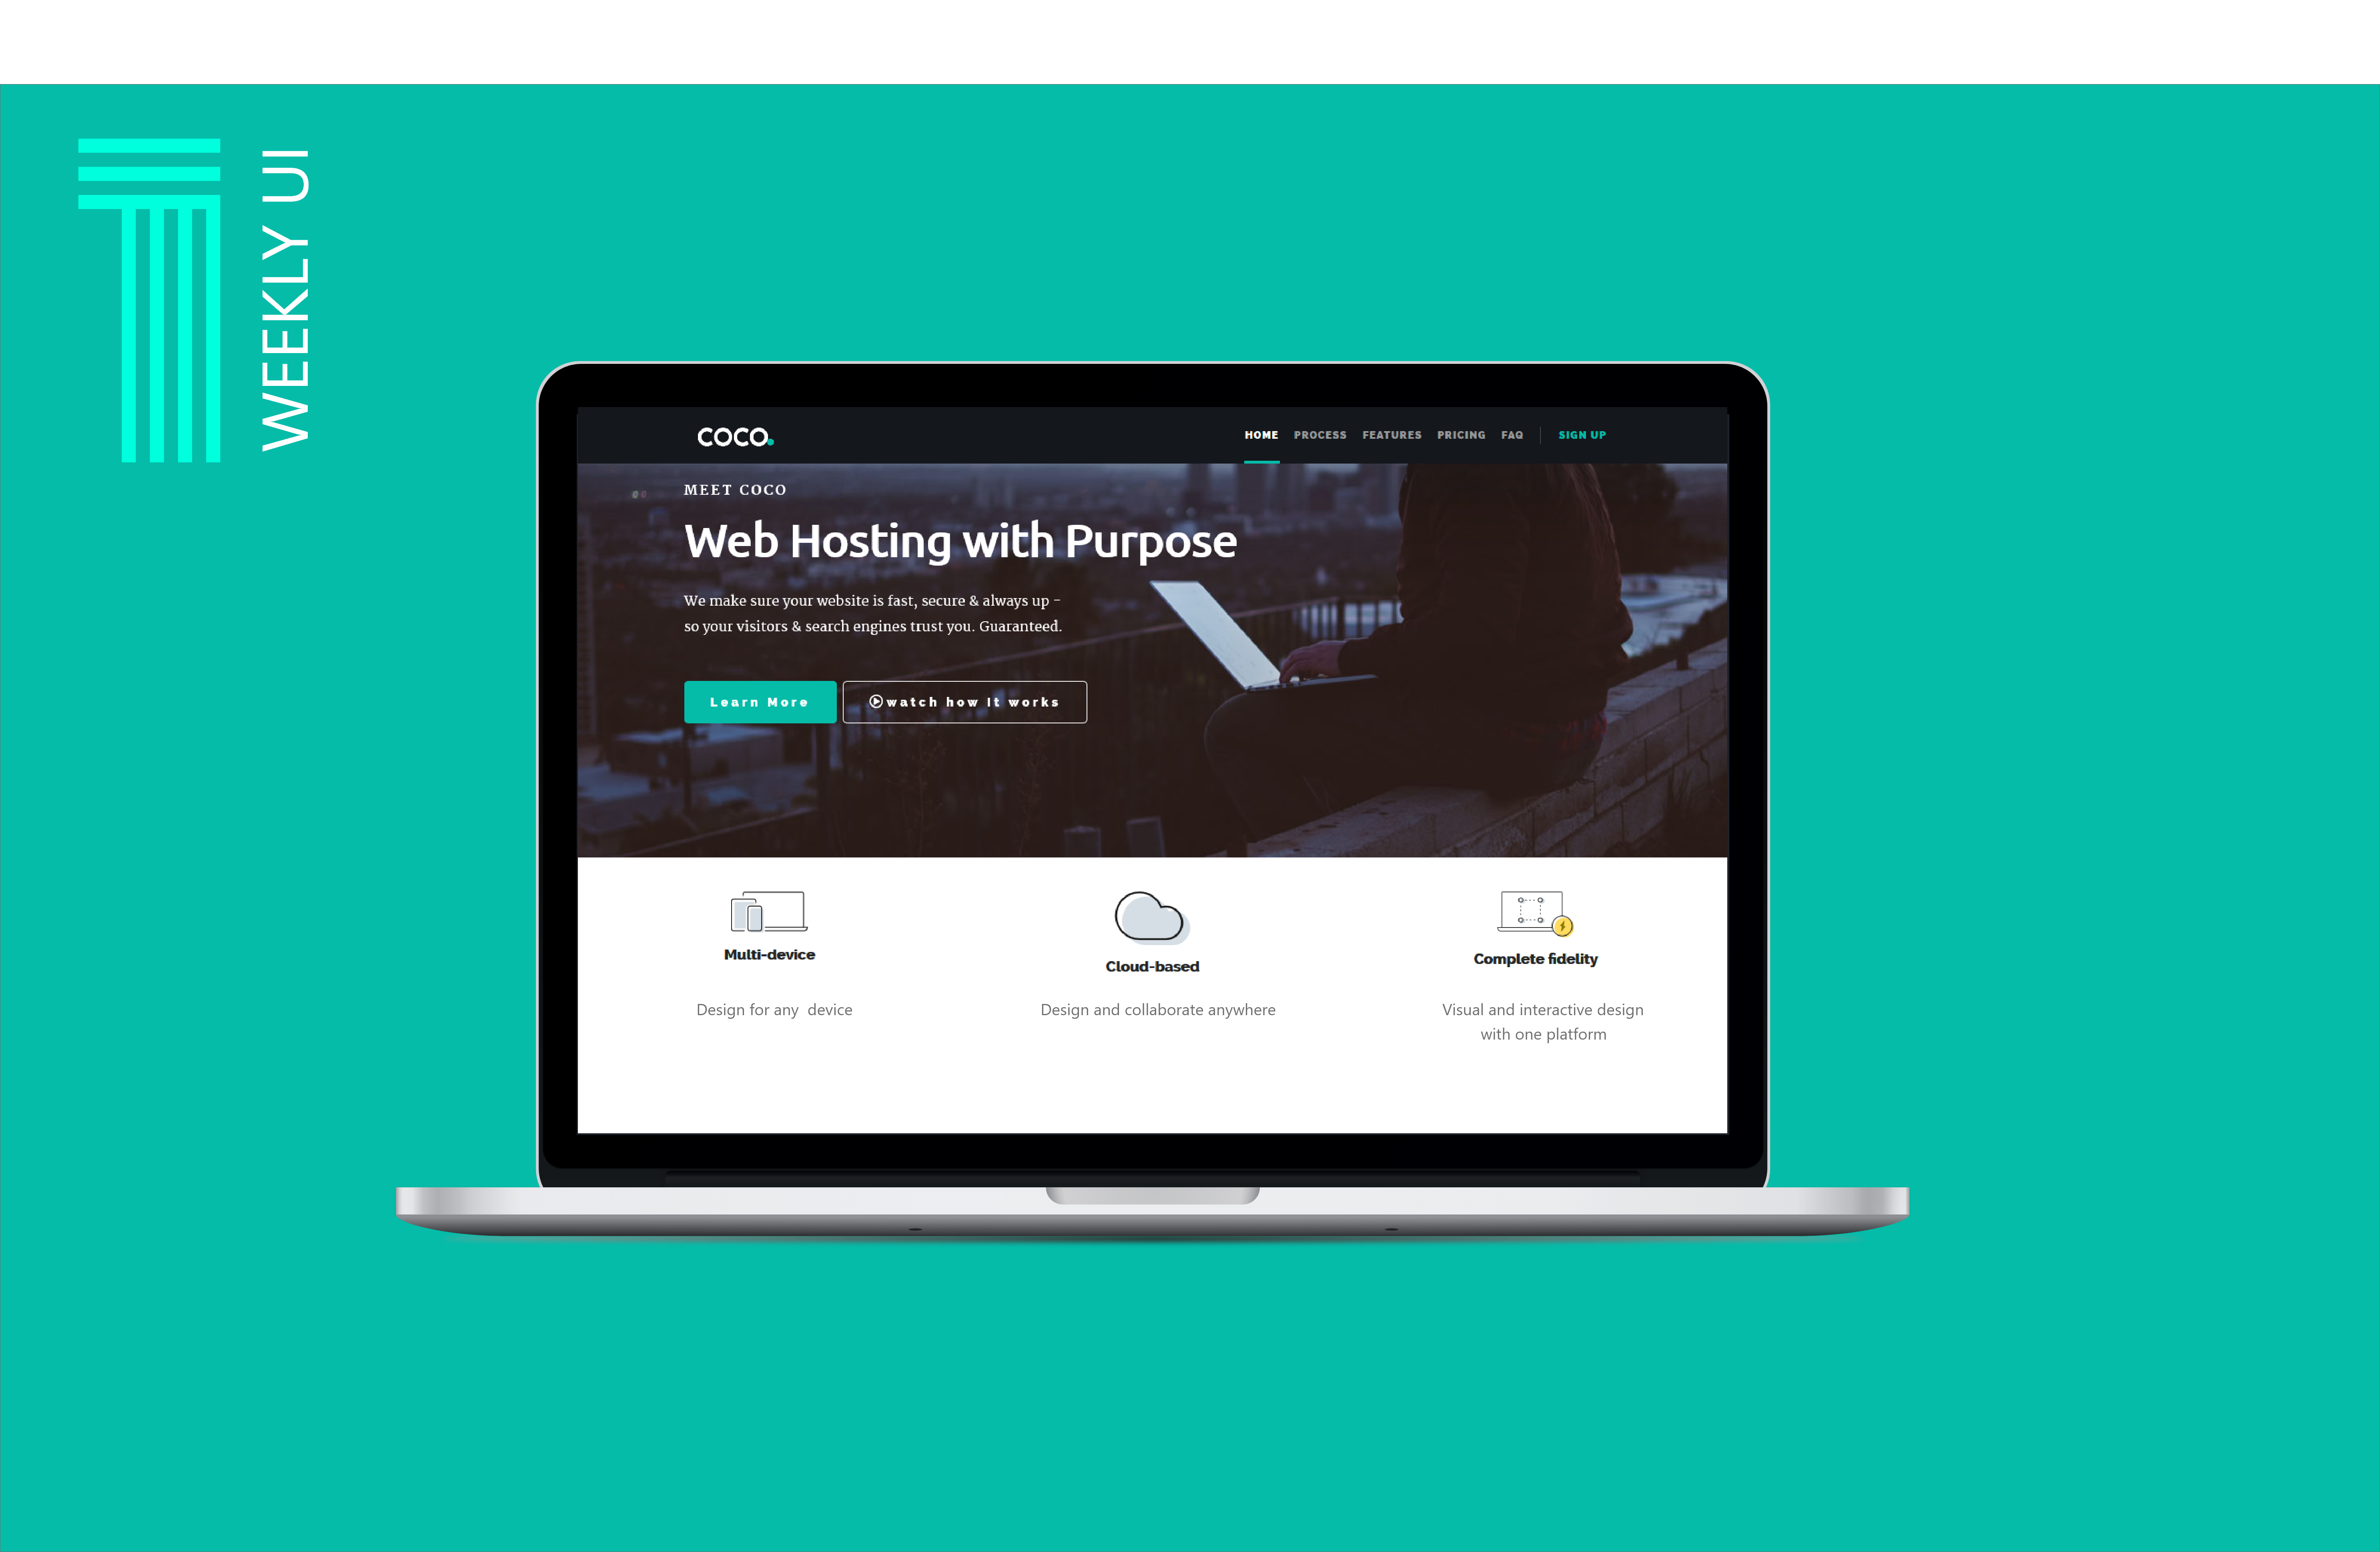 1
WEEKLY UI
COCO.
HOME PROCESS FEATURES PRICING FAQ SIGN UP
MEET COCO
Web Hosting with Purpose
We make sure your website is fast, secure & always up –
so your visitors & search engines trust you. Guaranteed.
Learn More
watch how It works
Multi-device
Cloud-based
Complete fidelity
Design for any  device
Design and collaborate anywhere
Visual and interactive design
with one platform